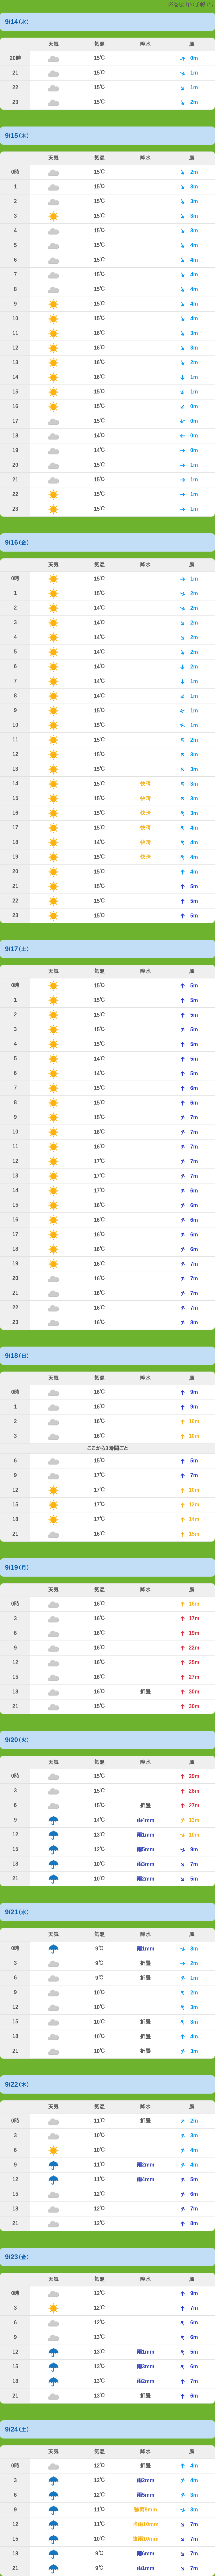 ※南横山の予報です
9/14（水）
天気 気温 降水 風
20時 15℃ 0m
21 15℃ 1m
22 15℃ 1m
23 15℃ 2m
9/15（木）
天気 気温 降水 風
0時 15℃ 2m
1 15℃ 3m
2 15℃ 3m
3 15℃ 3m
4 15℃ 3m
5 15℃ 4m
6 15℃ 4m
7 15℃ 4m
8 15℃ 4m
9 15℃ 4m
10 15℃ 4m
11 16℃ 3m
12 16℃ 3m
13 16℃ 2m
14 16℃ 1m
15 15℃ 1m
16 15℃ 0m
17 15℃ 0m
18 14℃ 0m
19 14℃ 0m
20 15℃ 1m
21 15℃ 1m
22 15℃ 1m
23 15℃ 1m
9/16（金）
天気 気温 降水 風
0時 15℃ 1m
1 15℃ 2m
2 14℃ 2m
3 14℃ 2m
4 14℃ 2m
5 14℃ 2m
6 14℃ 2m
7 14℃ 1m
8 14℃ 1m
9 15℃ 1m
10 15℃ 1m
11 15℃ 2m
12 15℃ 3m
13 15℃ 3m
14 15℃ 快晴 3m
15 15℃ 快晴 3m
16 15℃ 快晴 3m
17 15℃ 快晴 4m
18 14℃ 快晴 4m
19 15℃ 快晴 4m
20 15℃ 4m
21 15℃ 5m
22 15℃ 5m
23 15℃ 5m
9/17（土）
天気 気温 降水 風
0時 15℃ 5m
1 15℃ 5m
2 15℃ 5m
3 15℃ 5m
4 15℃ 5m
5 14℃ 5m
6 14℃ 5m
7 15℃ 6m
8 15℃ 6m
9 15℃ 7m
10 16℃ 7m
11 16℃ 7m
12 17℃ 7m
13 17℃ 7m
14 17℃ 6m
15 16℃ 6m
16 16℃ 6m
17 16℃ 6m
18 16℃ 6m
19 16℃ 7m
20 16℃ 7m
21 16℃ 7m
22 16℃ 7m
23 16℃ 8m
9/18（日）
天気 気温 降水 風
0時 16℃ 9m
1 16℃ 9m
2 16℃ 10m
3 16℃ 10m
ここから3時間ごと
6 15℃ 5m
9 17℃ 7m
12 17℃ 10m
15 17℃ 12m
18 17℃ 14m
21 16℃ 15m
9/19（月）
天気 気温 降水 風
0時 16℃ 16m
3 16℃ 17m
6 16℃ 19m
9 16℃ 22m
12 16℃ 25m
15 16℃ 27m
18 16℃ 折曇 30m
21 15℃ 30m
9/20（火）
天気 気温 降水 風
0時 15℃ 29m
3 15℃ 28m
6 15℃ 折曇 27m
9 14℃ 雨4mm 13m
12 13℃ 雨1mm 10m
15 12℃ 雨5mm 9m
18 10℃ 雨3mm 7m
21 10℃ 雨2mm 5m
9/21（水）
天気 気温 降水 風
0時 9℃ 雨1mm 3m
3 9℃ 折曇 2m
6 9℃ 折曇 1m
9 10℃ 2m
12 10℃ 3m
15 10℃ 折曇 3m
18 10℃ 折曇 4m
21 10℃ 折曇 3m
9/22（木）
天気 気温 降水 風
0時 11℃ 折曇 2m
3 10℃ 3m
6 10℃ 4m
9 11℃ 雨2mm 4m
12 11℃ 雨4mm 5m
15 12℃ 6m
18 12℃ 7m
21 12℃ 8m
9/23（金）
天気 気温 降水 風
0時 12℃ 9m
3 12℃ 7m
6 12℃ 6m
9 13℃ 6m
12 13℃ 雨1mm 5m
15 13℃ 雨3mm 6m
18 13℃ 雨2mm 7m
21 13℃ 折曇 6m
9/24（土）
天気 気温 降水 風
0時 12℃ 折曇 4m
3 12℃ 雨2mm 4m
6 12℃ 雨5mm 3m
9 11℃ 強雨8mm 3m
12 11℃ 強雨10mm 7m
15 10℃ 強雨10mm 7m
18 9℃ 雨6mm 7m
21 9℃ 雨1mm 7m